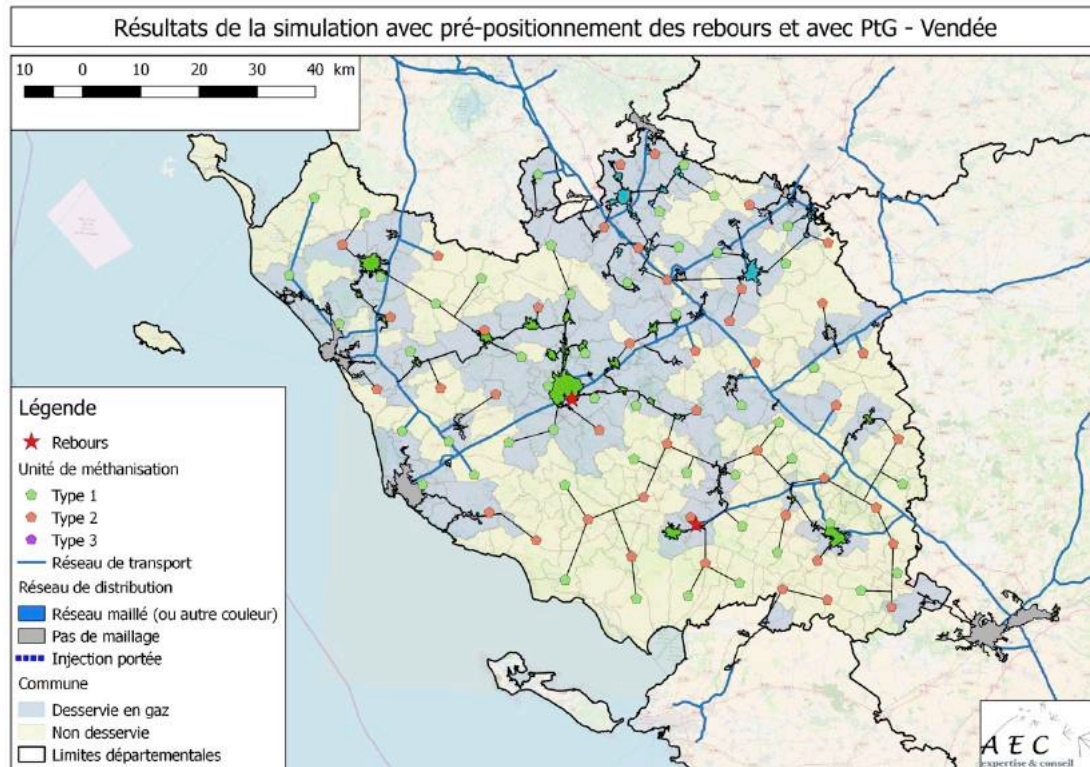 Résultats de la simulation avec pré-positionnement des rebours et avec PtG - Vendée
10 0 10 20 30 40 km
Légende
Rebours
Unité de méthanisation
Type 1
Type 2
Type 3
Réseau de transport
Réseau de distribution
Réseau maillé (ou autre couleur)
Pas de maillage
Injection portée
Commune
Desservie en gaz
Non desservie
Limites départementales
AEC
expertise & conseil